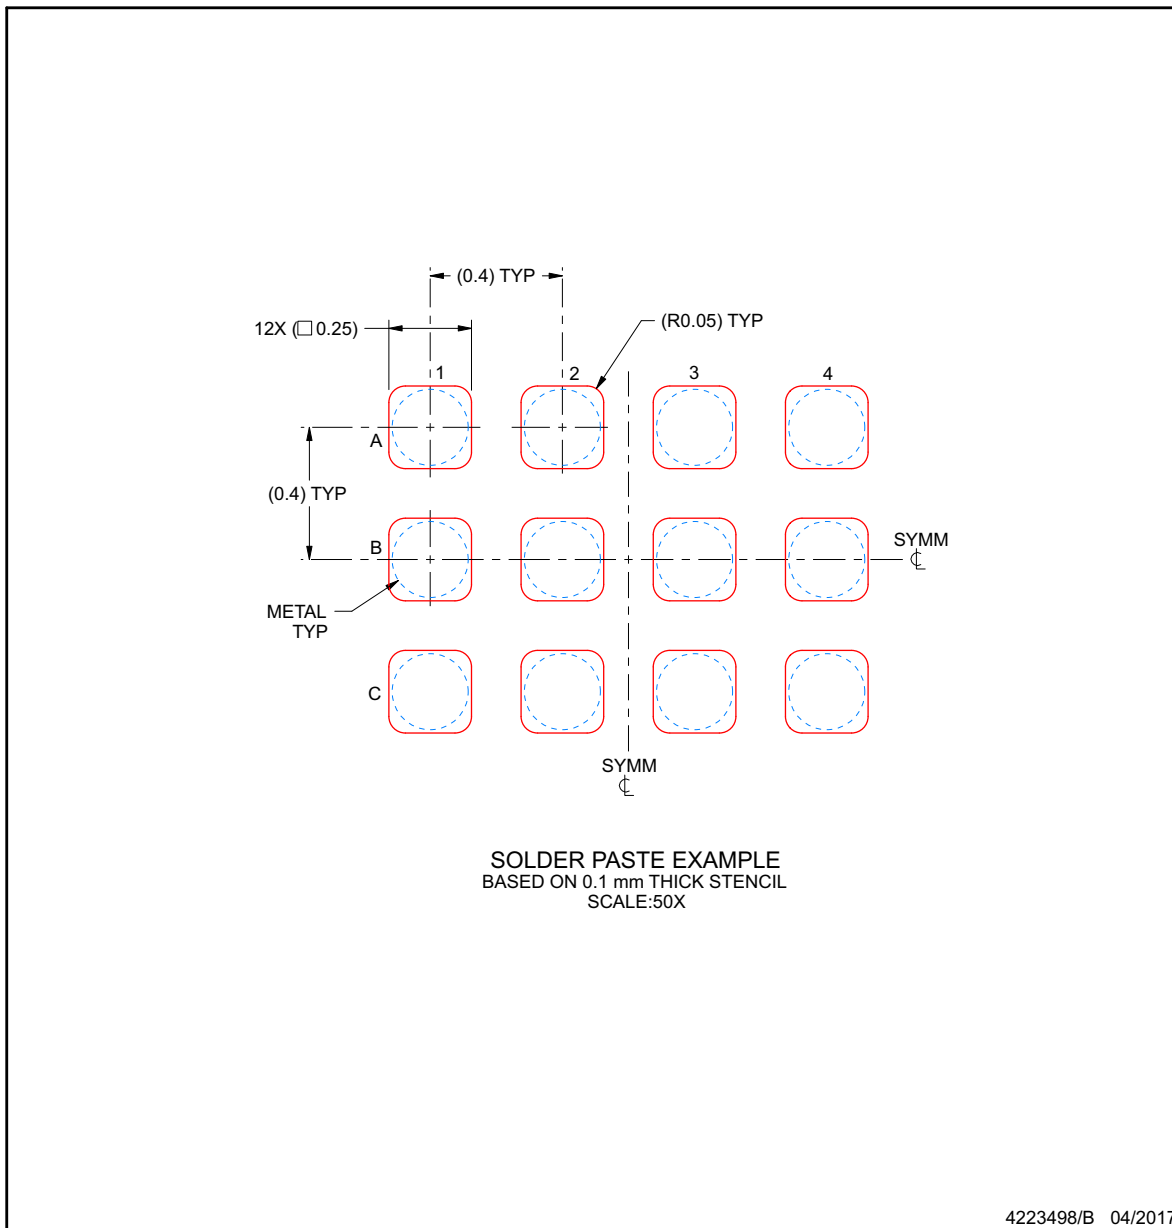 (0.4) TYP
12X (□ 0.25)
(R0.05) TYP
1
2
3
4
A
(0.4) TYP
B
SYMM
℄
METAL
TYP
C
SYMM
℄
SOLDER PASTE EXAMPLE
BASED ON 0.1 mm THICK STENCIL
SCALE:50X
4223498/B 04/2017